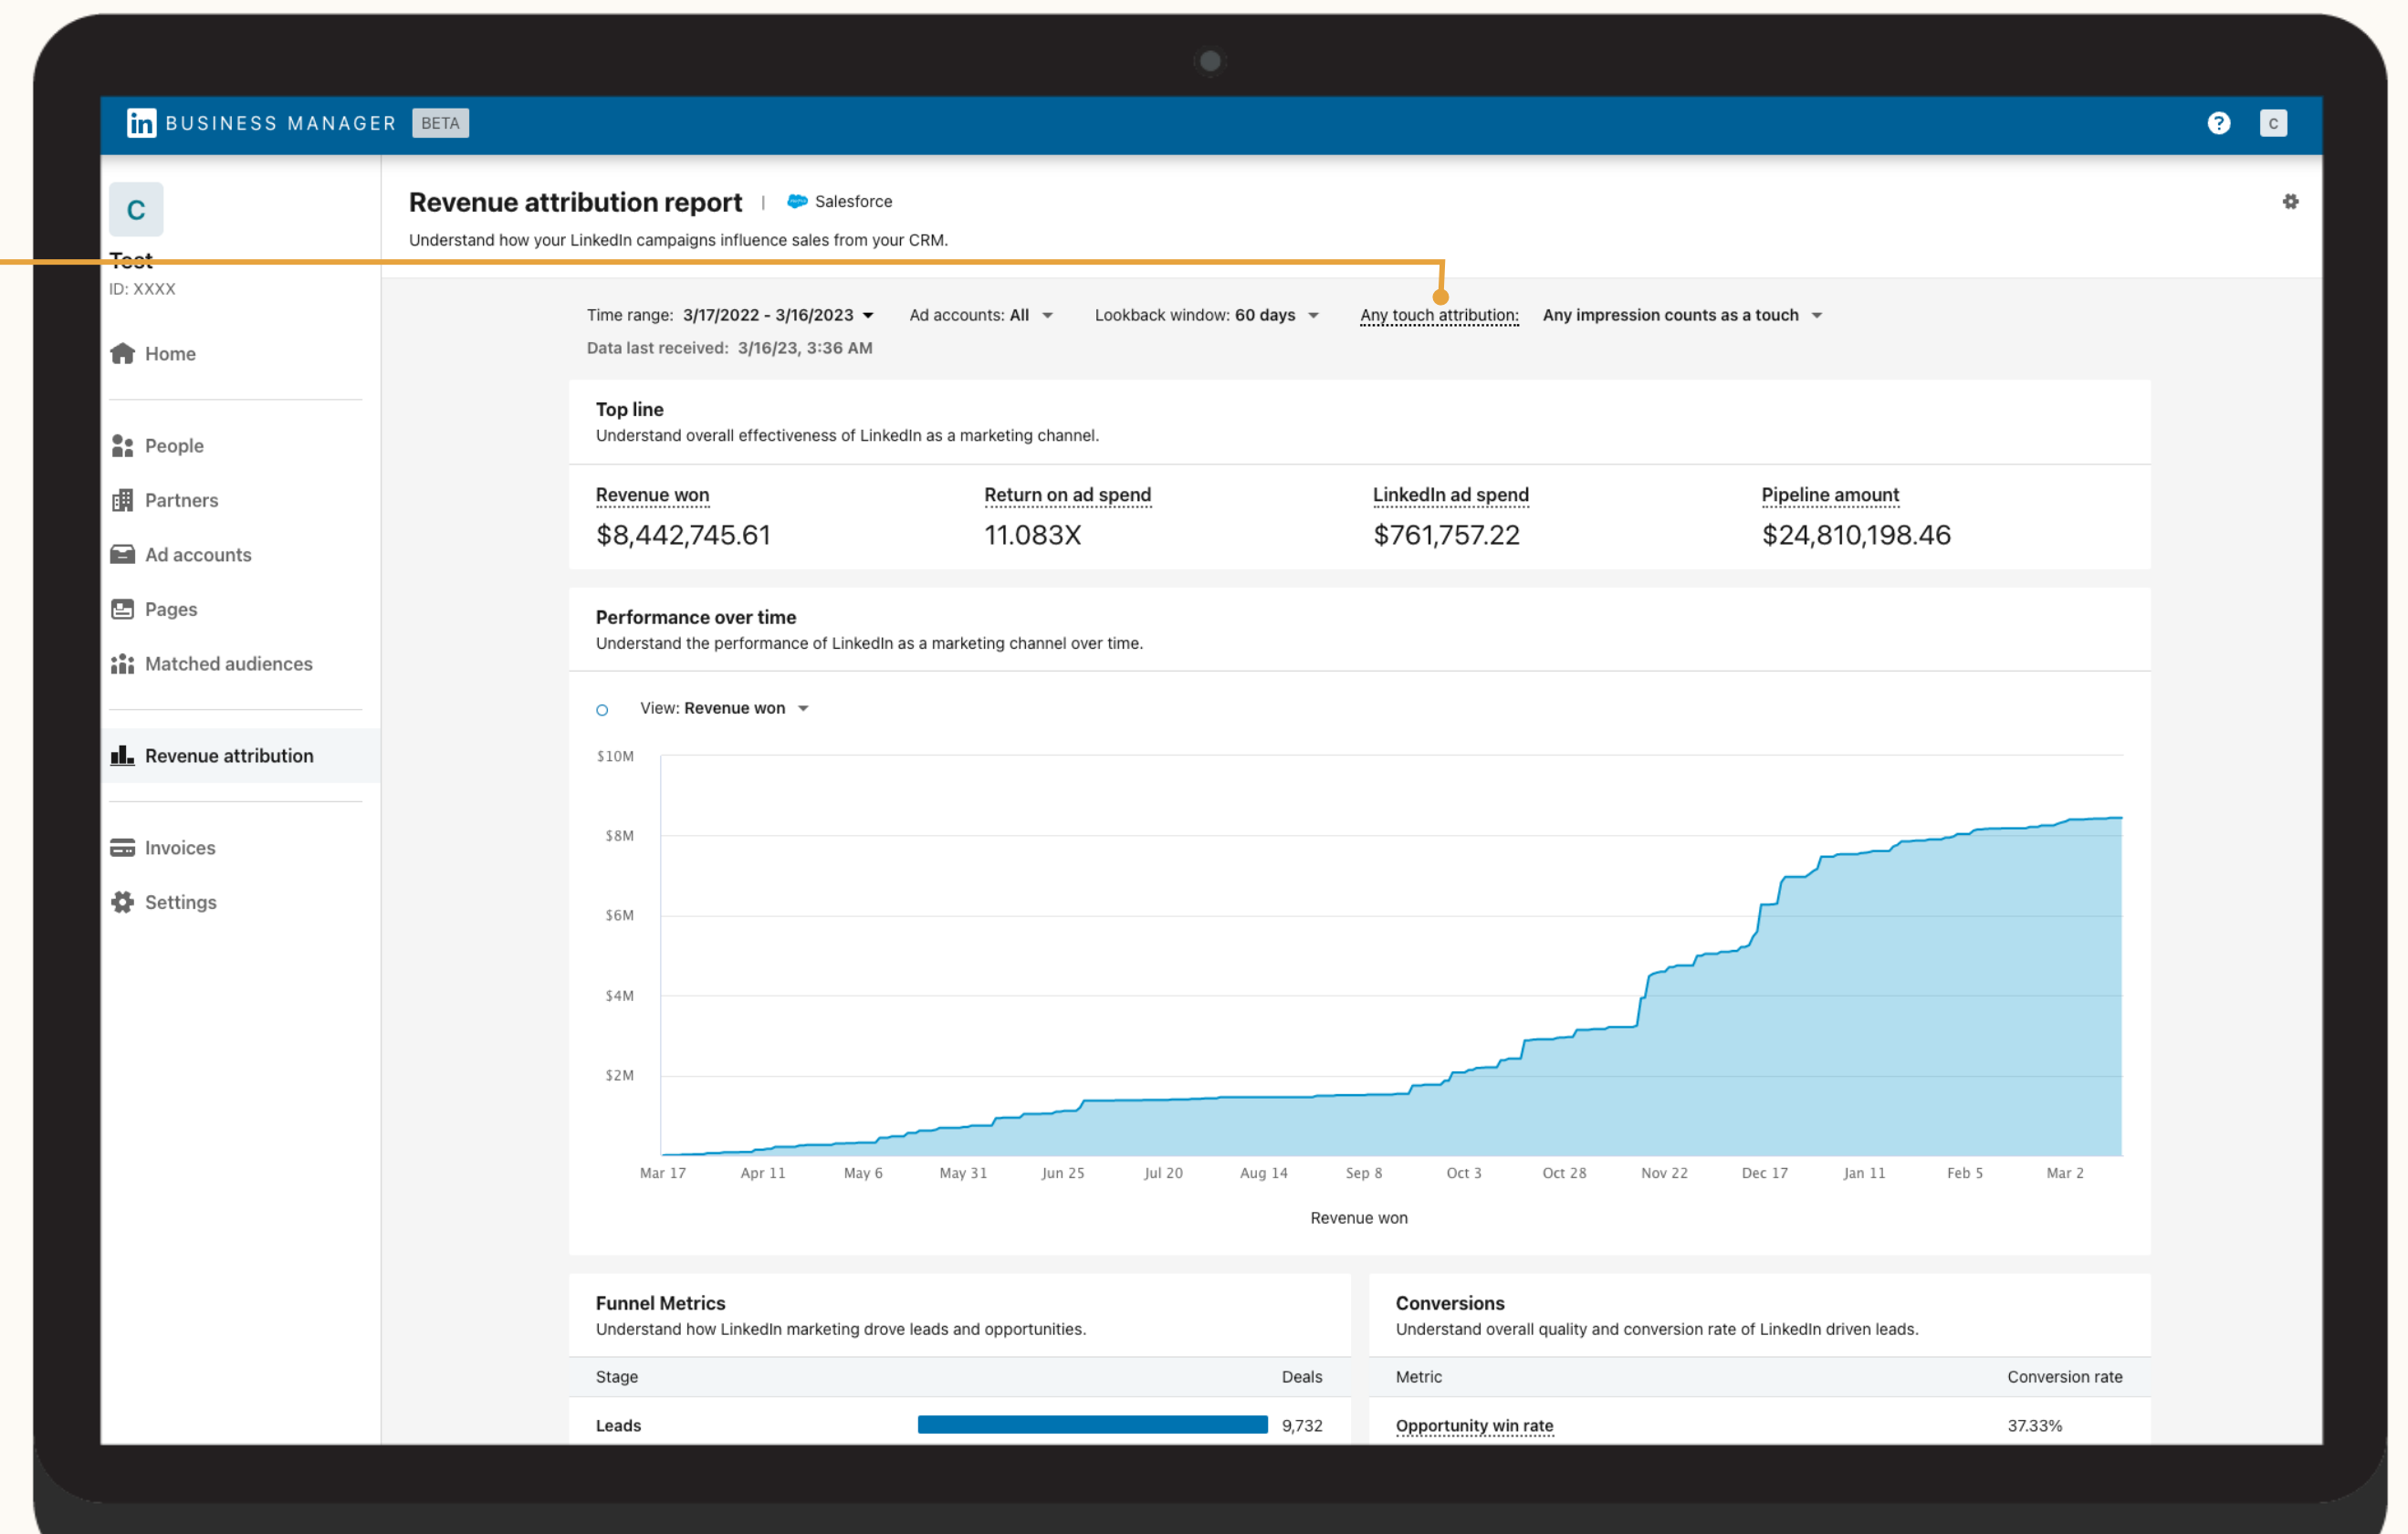 in BUSINESS MANAGER BETA
? C
C
Test
ID: XXXX
Home
People
Partners
Ad accounts
Pages
Matched audiences
Revenue attribution
Invoices
Settings
Revenue attribution report | Salesforce
Understand how your LinkedIn campaigns influence sales from your CRM.
Time range: 3/17/2022 - 3/16/2023 Ad accounts: All Lookback window: 60 days Any touch attribution: Any impression counts as a touch
Data last received: 3/16/23, 3:36 AM
Top line
Understand overall effectiveness of LinkedIn as a marketing channel.
Revenue won Return on ad spend LinkedIn ad spend Pipeline amount
$8,442,745.61 11.083X $761,757.22 $24,810,198.46
Performance over time
Understand the performance of LinkedIn as a marketing channel over time.
View: Revenue won
$10M
$8M
$6M
$4M
$2M
Mar 17 Apr 11 May 6 May 31 Jun 25 Jul 20 Aug 14 Sep 8 Oct 3 Oct 28 Nov 22 Dec 17 Jan 11 Feb 5 Mar 2
Revenue won
Funnel Metrics
Understand how LinkedIn marketing drove leads and opportunities.
Stage Deals
Leads 9,732
Conversions
Understand overall quality and conversion rate of LinkedIn driven leads.
Metric Conversion rate
Opportunity win rate 37.33%